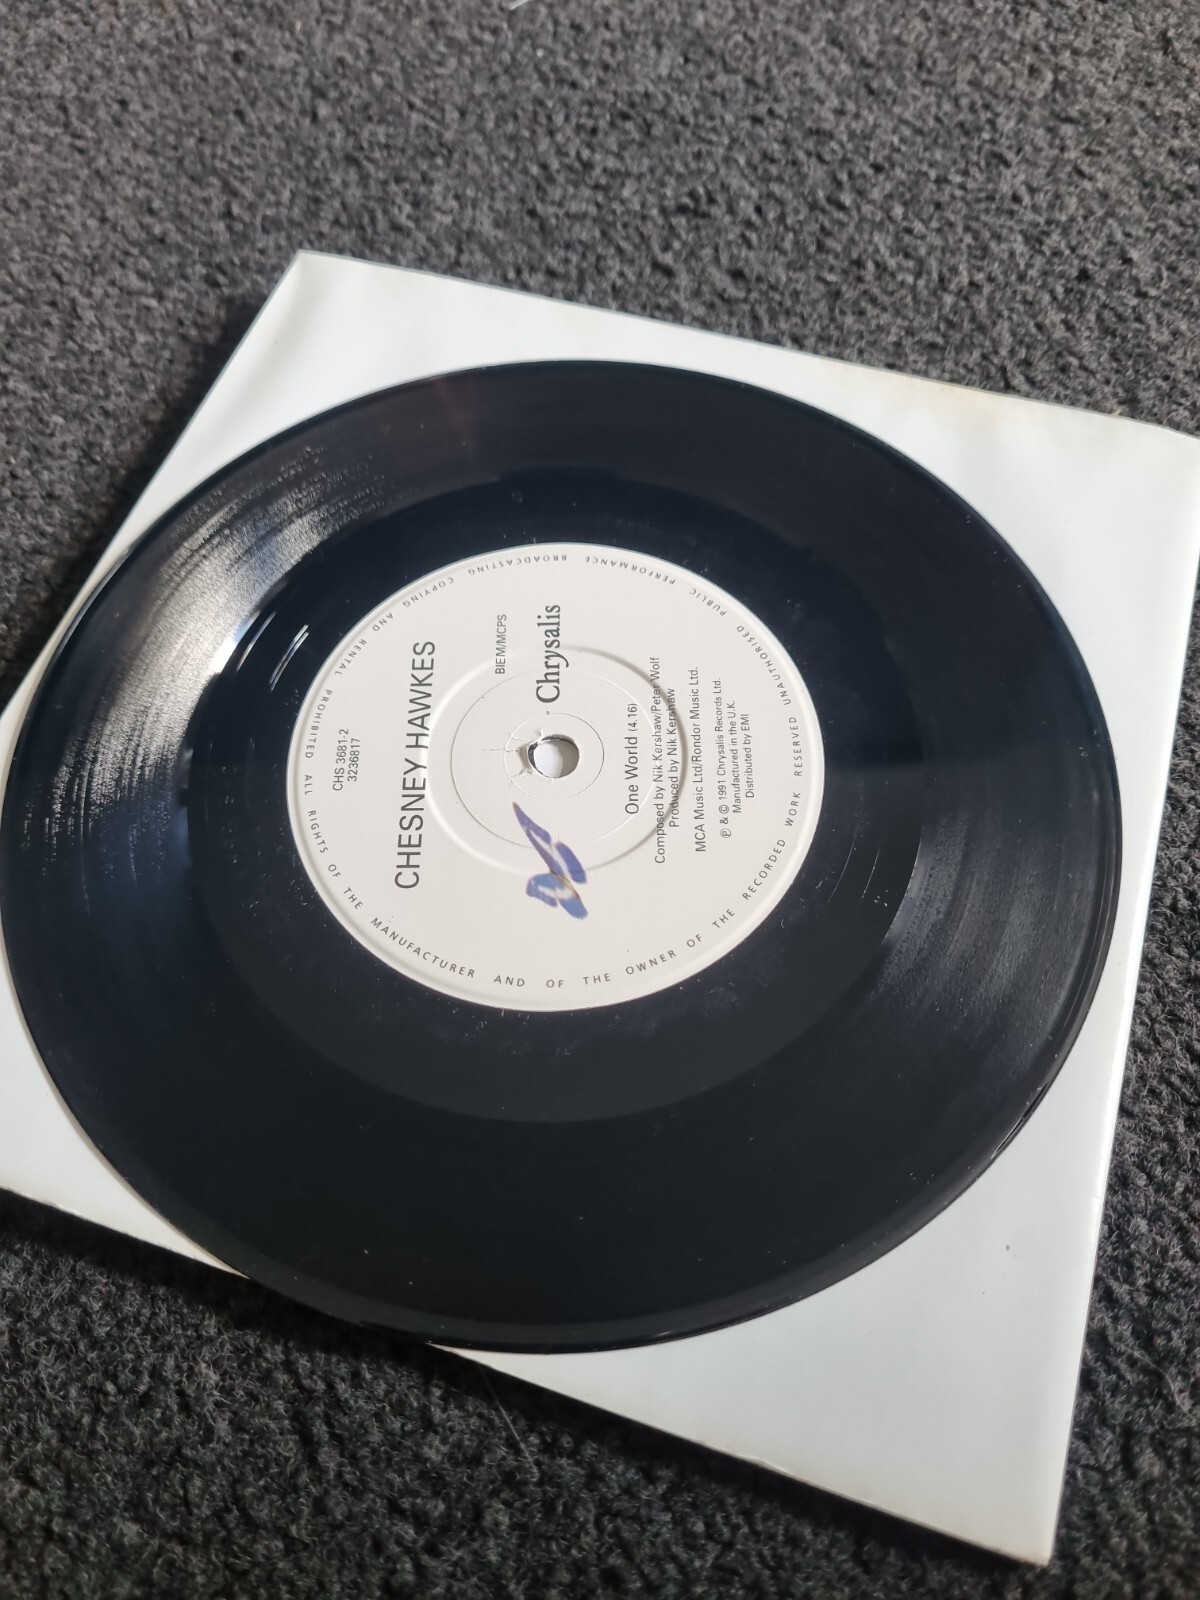 CHS 3681-2
3236817
CHESNEY HAWKES
BIEM/MCPS
Chrysalis
One World (4.16)
Composed by Nik Kershaw/Peter Wolf
Produced by Nik Kershaw
MCA Music Ltd/Rondor Music Ltd.
℗ & © 1991 Chrysalis Records Ltd.
Manufactured in the U.K.
Distributed by EMI
ALL RIGHTS OF THE MANUFACTURER AND OF THE OWNER OF THE RECORDED WORK RESERVED UNAUTHORISED PUBLIC PERFORMANCE BROADCASTING COPYING AND RENTAL PROHIBITED